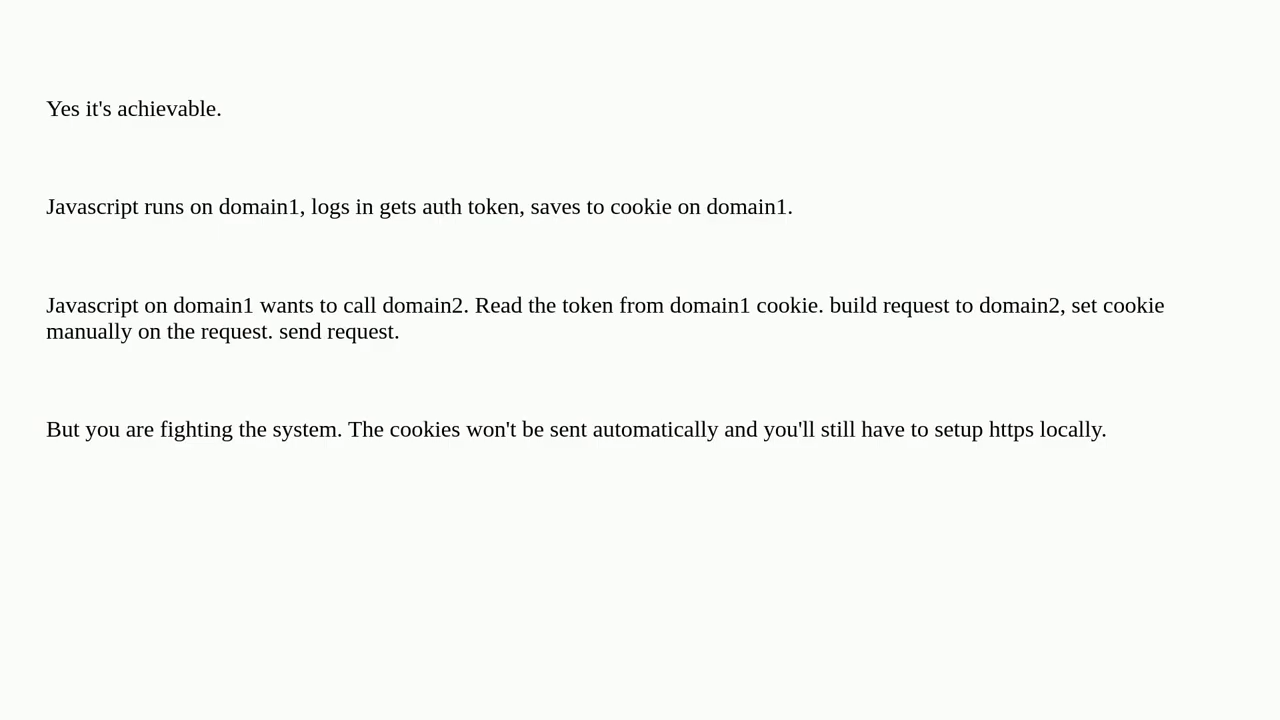 Yes it's achievable.
Javascript runs on domain1, logs in gets auth token, saves to cookie on domain1.
Javascript on domain1 wants to call domain2. Read the token from domain1 cookie. build request to domain2, set cookie
manually on the request. send request.
But you are fighting the system. The cookies won't be sent automatically and you'll still have to setup https locally.